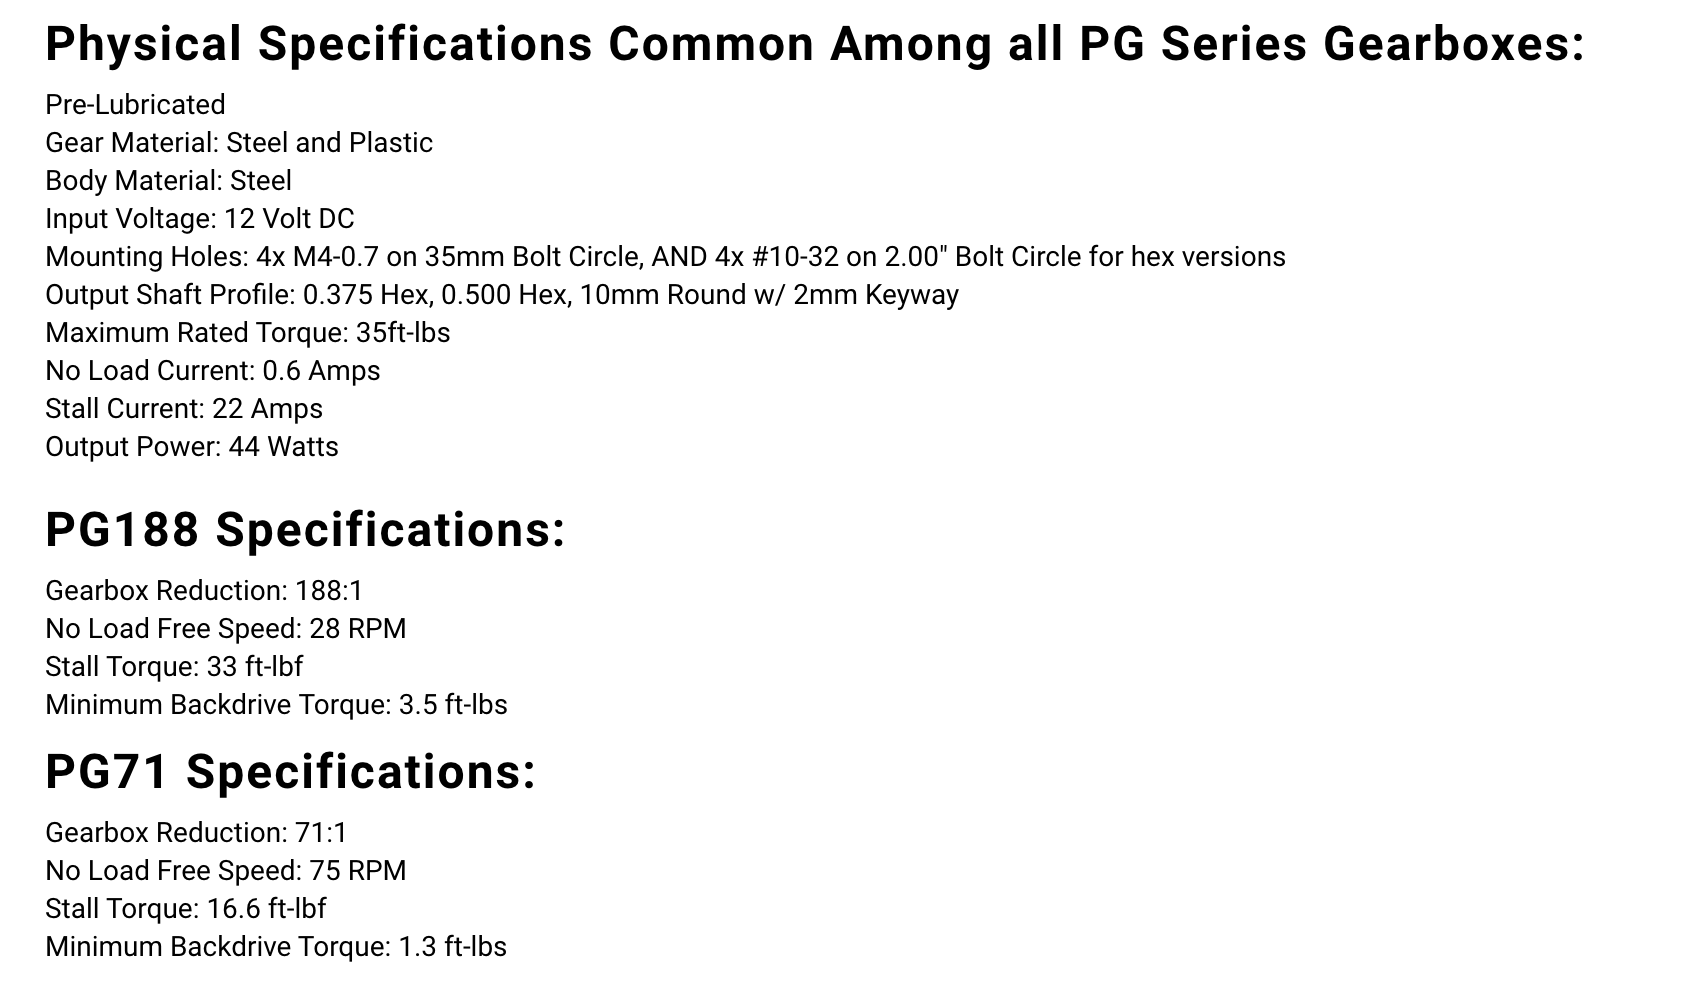 Physical Specifications Common Among all PG Series Gearboxes:
Pre-Lubricated
Gear Material: Steel and Plastic
Body Material: Steel
Input Voltage: 12 Volt DC
Mounting Holes: 4x M4-0.7 on 35mm Bolt Circle, AND 4x #10-32 on 2.00" Bolt Circle for hex versions
Output Shaft Profile: 0.375 Hex, 0.500 Hex, 10mm Round w/ 2mm Keyway
Maximum Rated Torque: 35ft-lbs
No Load Current: 0.6 Amps
Stall Current: 22 Amps
Output Power: 44 Watts
PG188 Specifications:
Gearbox Reduction: 188:1
No Load Free Speed: 28 RPM
Stall Torque: 33 ft-lbf
Minimum Backdrive Torque: 3.5 ft-lbs
PG71 Specifications:
Gearbox Reduction: 71:1
No Load Free Speed: 75 RPM
Stall Torque: 16.6 ft-lbf
Minimum Backdrive Torque: 1.3 ft-lbs